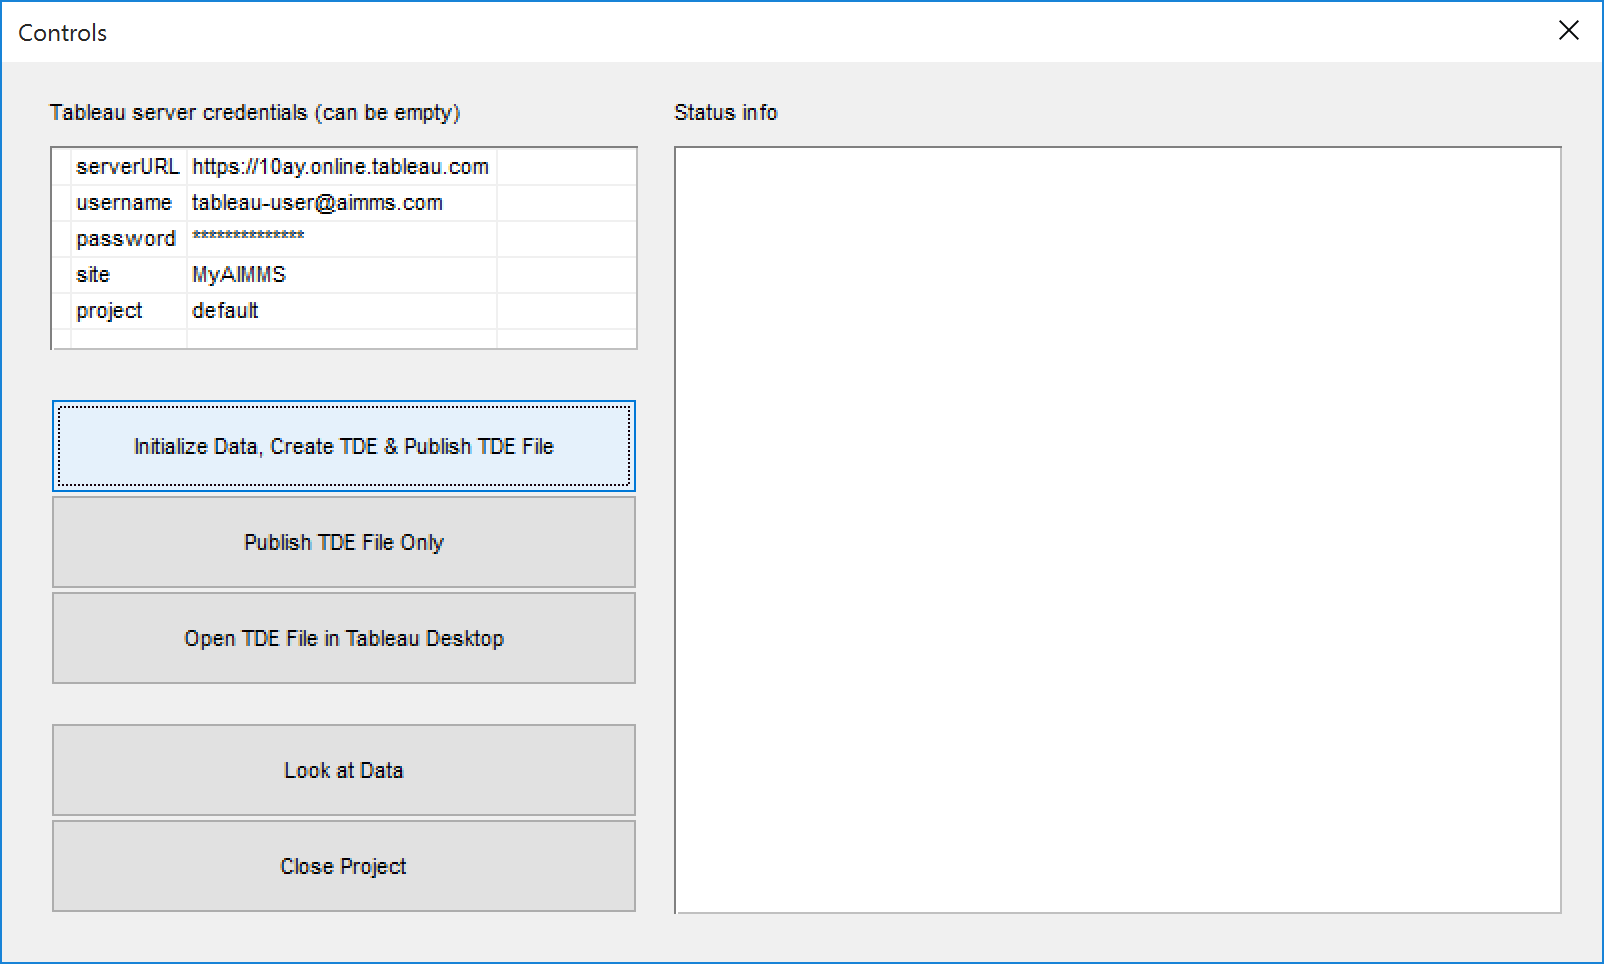 Controls
Tableau server credentials (can be empty)
serverURL https://10ay.online.tableau.com
username tableau-user@aimms.com
password **************
site MyAIMMS
project default
Initialize Data, Create TDE & Publish TDE File
Publish TDE File Only
Open TDE File in Tableau Desktop
Look at Data
Close Project
Status info